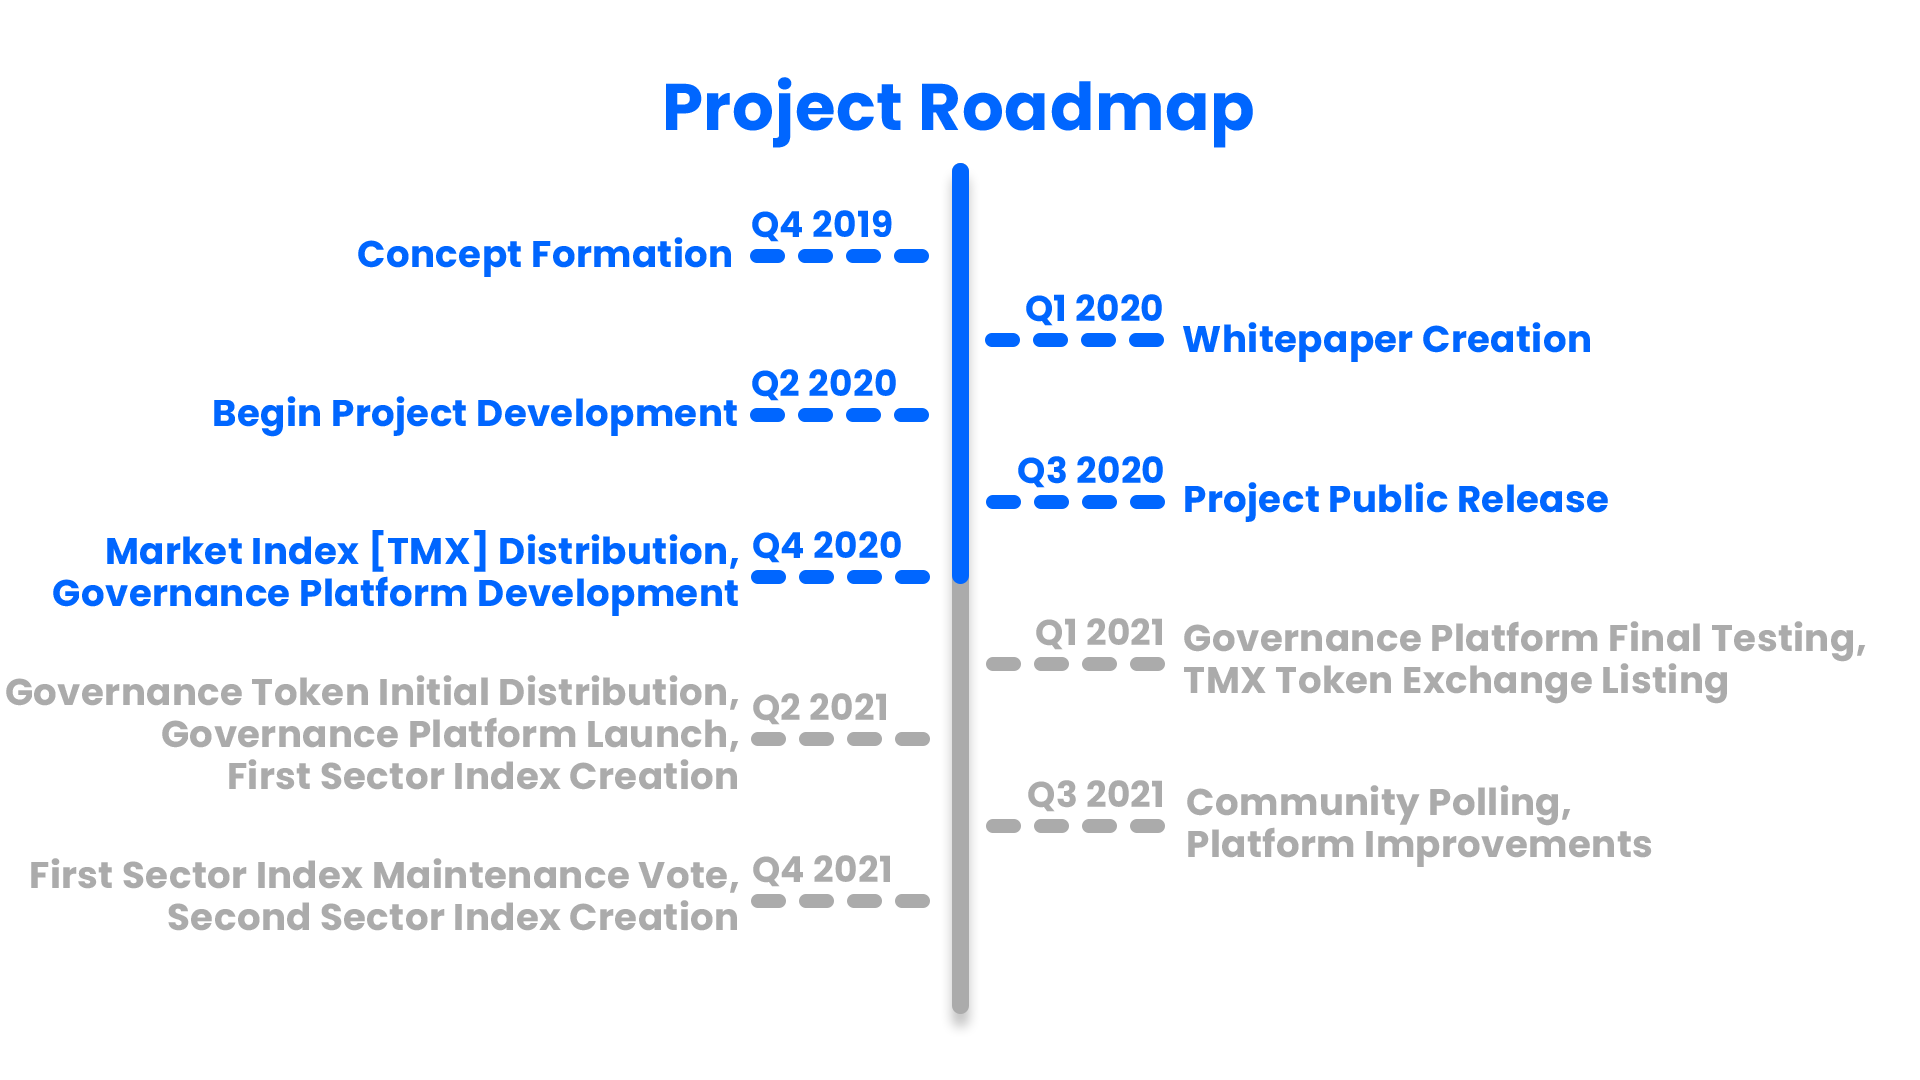 Project Roadmap
Q4 2019
Concept Formation
Q1 2020
Whitepaper Creation
Q2 2020
Begin Project Development
Q3 2020
Project Public Release
Q4 2020
Market Index [TMX] Distribution,
Governance Platform Development
Q1 2021
Governance Platform Final Testing,
TMX Token Exchange Listing
Q2 2021
Governance Token Initial Distribution,
Governance Platform Launch,
First Sector Index Creation
Q3 2021
Community Polling,
Platform Improvements
Q4 2021
First Sector Index Maintenance Vote,
Second Sector Index Creation